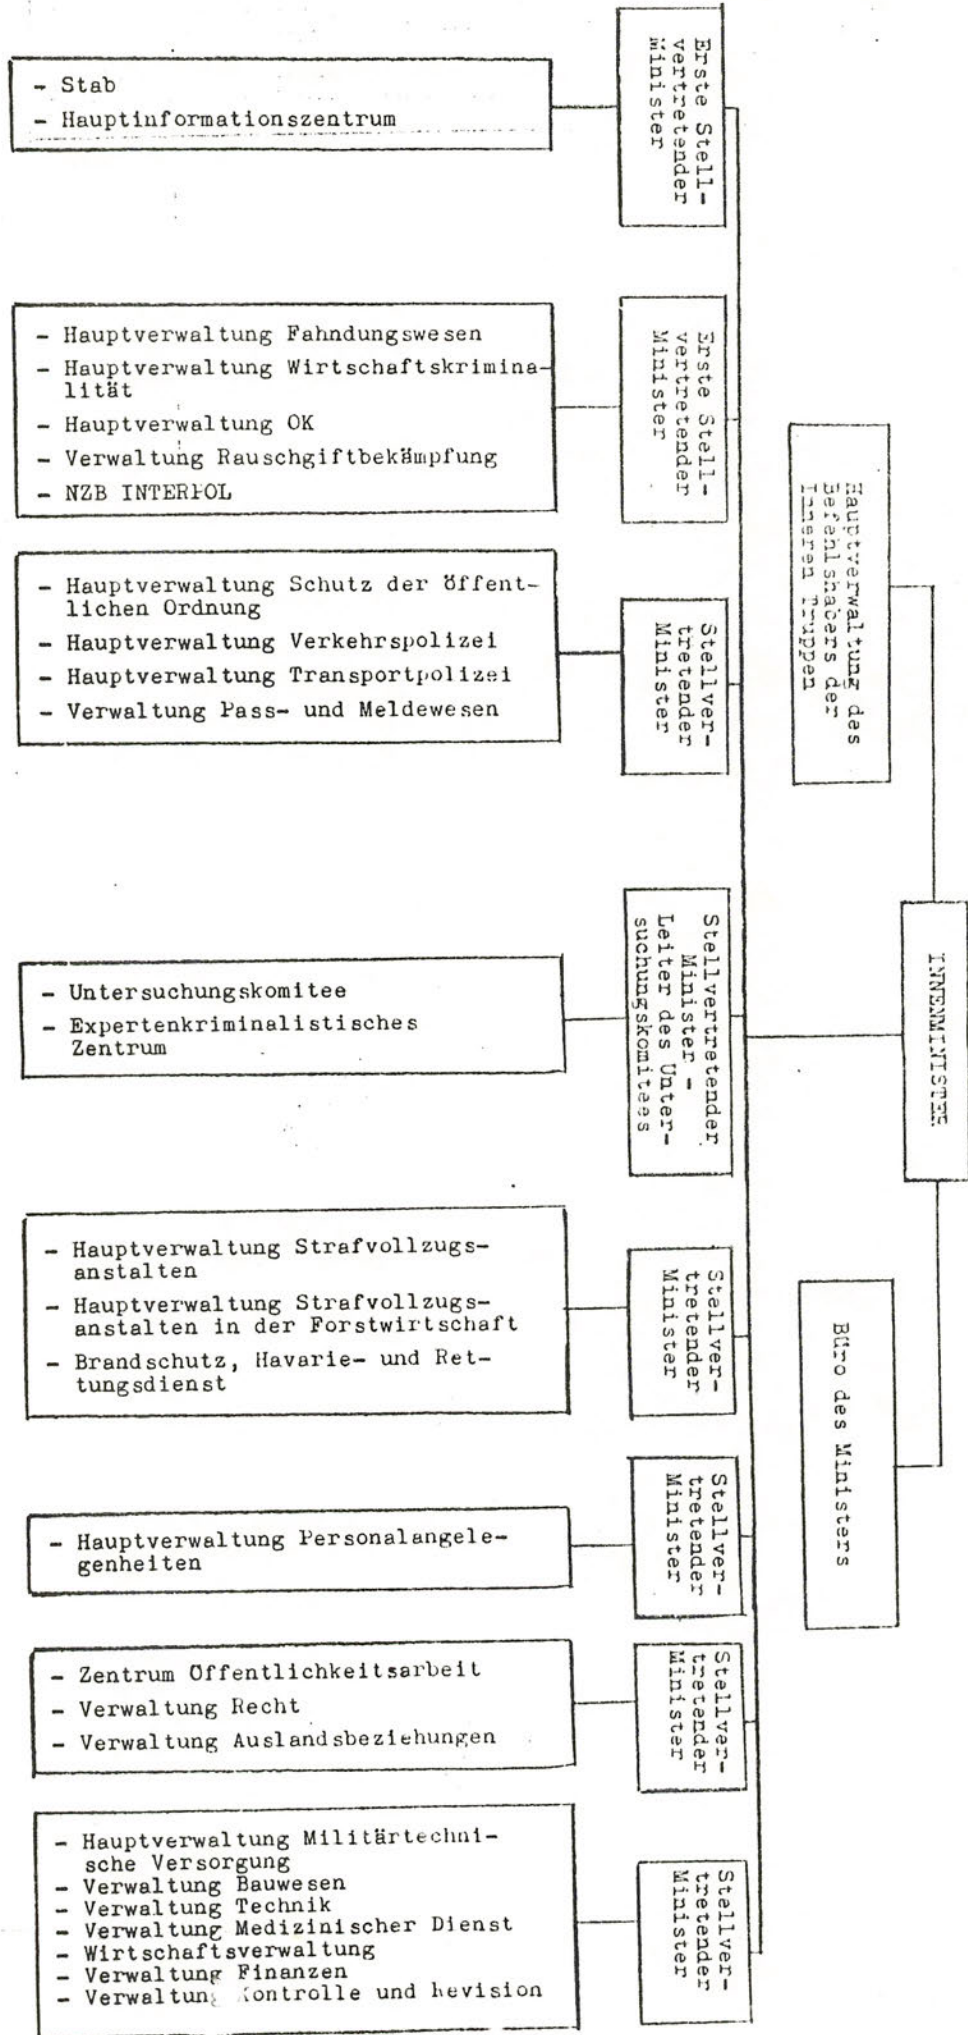 INNENMINISTER
Hauptverwaltung des
Befehlshabers der
Inneren Truppen
Büro des Ministers
Erste Stell-
vertretender
Minister
- Stab
- Hauptinformationszentrum
Erste Stell-
vertretender
Minister
- Hauptverwaltung Fahndungswesen
- Hauptverwaltung Wirtschaftskrimina-
lität
- Hauptverwaltung OK
- Verwaltung Rauschgiftbekämpfung
- NZB INTERPOL
Stellver-
tretender
Minister
- Hauptverwaltung Schutz der öffent-
lichen Ordnung
- Hauptverwaltung Verkehrspolizei
- Hauptverwaltung Transportpolizei
- Verwaltung Pass- und Meldewesen
Stellvertretender
Minister -
Leiter des Unter-
suchungskomitees
- Untersuchungskomitee
- Expertenkriminalistisches
Zentrum
Stellver-
tretender
Minister
- Hauptverwaltung Strafvollzugs-
anstalten
- Hauptverwaltung Strafvollzugs-
anstalten in der Forstwirtschaft
- Brandschutz, Havarie- und Ret-
tungsdienst
Stellver-
tretender
Minister
- Hauptverwaltung Personalangele-
genheiten
Stellver-
tretender
Minister
- Zentrum Öffentlichkeitsarbeit
- Verwaltung Recht
- Verwaltung Auslandsbeziehungen
Stellver-
tretender
Minister
- Hauptverwaltung Militärtechni-
sche Versorgung
- Verwaltung Bauwesen
- Verwaltung Technik
- Verwaltung Medizinischer Dienst
- Wirtschaftsverwaltung
- Verwaltung Finanzen
- Verwaltung Kontrolle und Revision